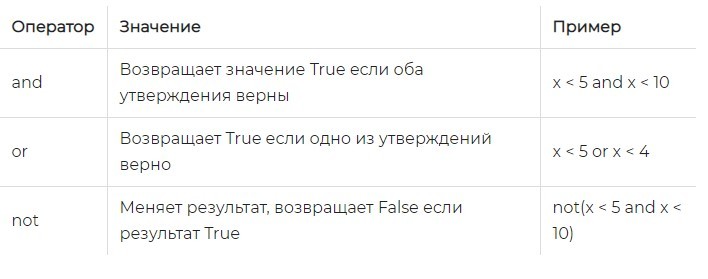 Оператор Значение Пример
and Возвращает значение True если оба утверждения верны x < 5 and x < 10
or Возвращает True если одно из утверждений верно x < 5 or x < 4
not Меняет результат, возвращает False если результат True not(x < 5 and x < 10)